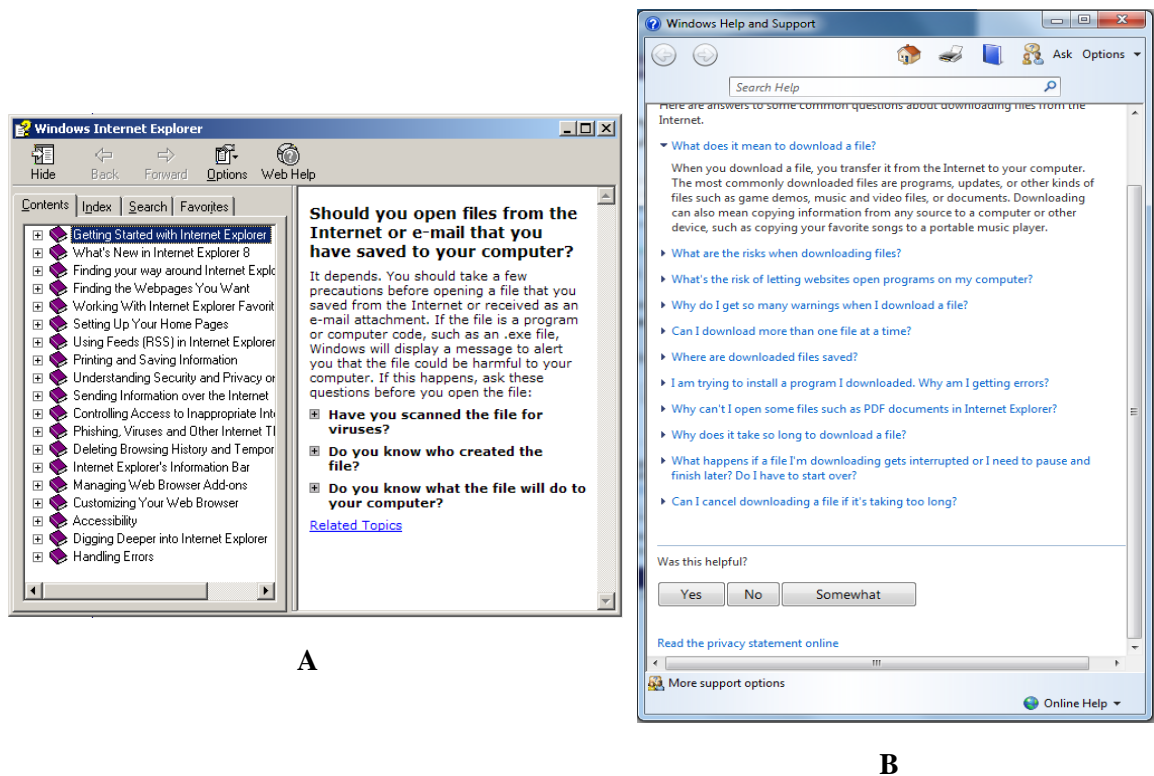 Windows Internet Explorer
Hide Back Forward Options Web Help
Contents Index Search Favorites
Getting Started with Internet Explorer
What's New in Internet Explorer 8
Finding your way around Internet Explc
Finding the Webpages You Want
Working With Internet Explorer Favorit
Setting Up Your Home Pages
Using Feeds (RSS) in Internet Explorer
Printing and Saving Information
Understanding Security and Privacy or
Sending Information over the Internet
Controlling Access to Inappropriate Int
Phishing, Viruses and Other Internet Tl
Deleting Browsing History and Tempor
Internet Explorer's Information Bar
Managing Web Browser Add-ons
Customizing Your Web Browser
Accessibility
Digging Deeper into Internet Explorer
Handling Errors
Should you open files from the
Internet or e-mail that you
have saved to your computer?
It depends. You should take a few
precautions before opening a file that you
saved from the Internet or received as an
e-mail attachment. If the file is a program
or computer code, such as an .exe file,
Windows will display a message to alert
you that the file could be harmful to your
computer. If this happens, ask these
questions before you open the file:
Have you scanned the file for
viruses?
Do you know who created the
file?
Do you know what the file will do to
your computer?
Related Topics
A
Windows Help and Support
Ask Options
Search Help
Here are answers to some common questions about downloading files from the
Internet.
What does it mean to download a file?
When you download a file, you transfer it from the Internet to your computer.
The most commonly downloaded files are programs, updates, or other kinds of
files such as game demos, music and video files, or documents. Downloading
can also mean copying information from any source to a computer or other
device, such as copying your favorite songs to a portable music player.
What are the risks when downloading files?
What's the risk of letting websites open programs on my computer?
Why do I get so many warnings when I download a file?
Can I download more than one file at a time?
Where are downloaded files saved?
I am trying to install a program I downloaded. Why am I getting errors?
Why can't I open some files such as PDF documents in Internet Explorer?
Why does it take so long to download a file?
What happens if a file I'm downloading gets interrupted or I need to pause and
finish later? Do I have to start over?
Can I cancel downloading a file if it's taking too long?
Was this helpful?
Yes No Somewhat
Read the privacy statement online
More support options
Online Help
B